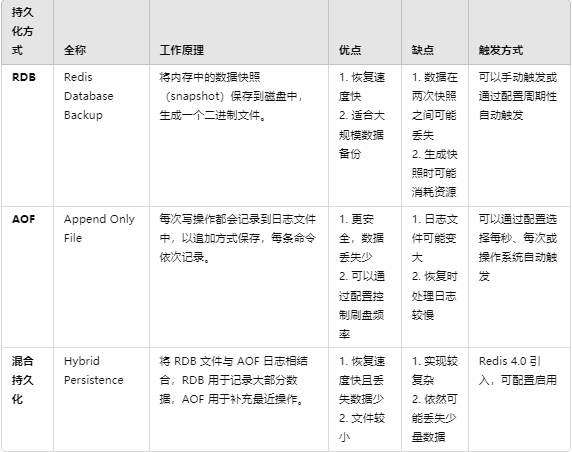 持久
化方
式
全称
工作原理
优点
缺点
触发方式
RDB
Redis
Database
Backup
将内存中的数据快照
（snapshot）保存到磁盘中，
生成一个二进制文件。
1. 恢复速
度快
2. 适合大
规模数据
备份
1. 数据在
两次快照
之间可能
丢失
2. 生成快
照时可能
消耗资源
可以手动触发或
通过配置周期性
自动触发
AOF
Append Only
File
每次写操作都会记录到日志文件
中，以追加方式保存，每条命令
依次记录。
1. 更安
全，数据
丢失少
2. 可以通
过配置控
制刷盘频
率
1. 日志文
件可能变
大
2. 恢复时
处理日志
较慢
可以通过配置选
择每秒、每次或
操作系统自动触
发
混合
持久
化
Hybrid
Persistence
将 RDB 文件与 AOF 日志相结
合，RDB 用于记录大部分数
据，AOF 用于补充最近操作。
1. 恢复速
度快且丢
失数据少
2. 文件较
小
1. 实现较
复杂
2. 依然可
能丢失少
量数据
Redis 4.0 引
入，可配置启用